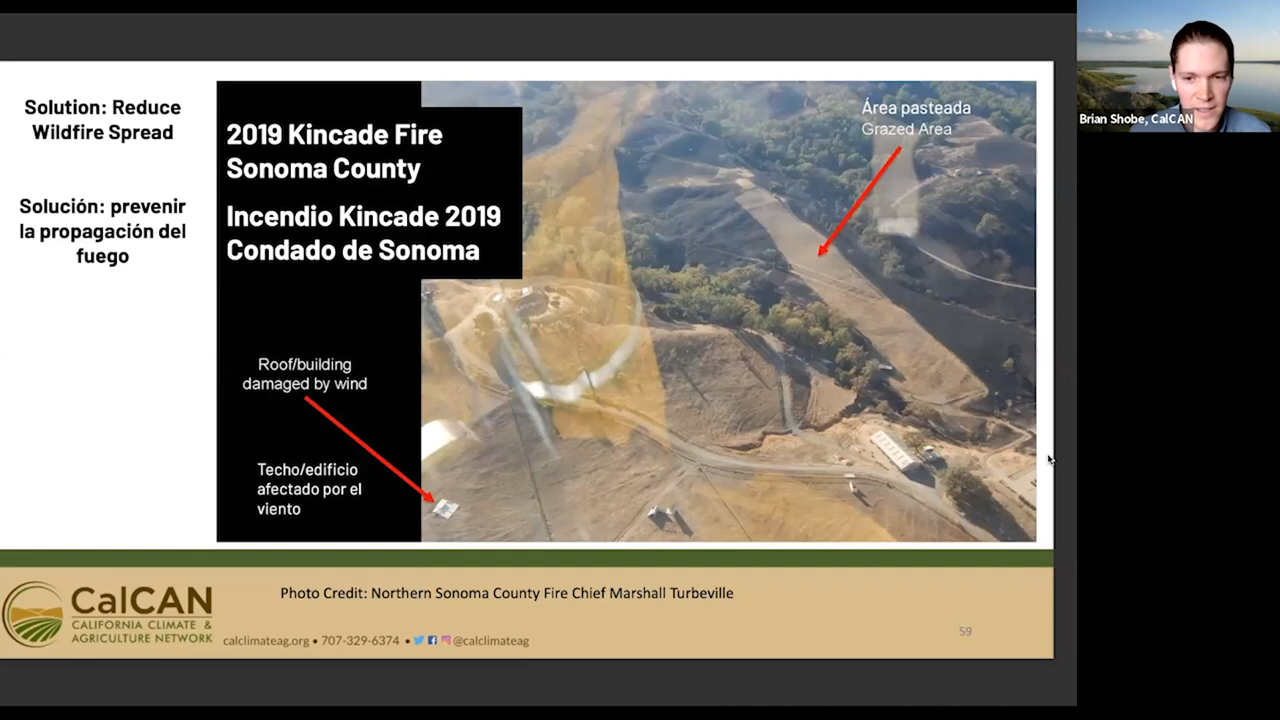 Solution: Reduce
Wildfire Spread
Solución: prevenir
la propagación del
fuego
2019 Kincade Fire
Sonoma County
Incendio Kincade 2019
Condado de Sonoma
Área pasteada
Grazed Area
Roof/building
damaged by wind
Techo/edificio
afectado por el
viento
Brian Shobe, CalCAN
Photo Credit: Northern Sonoma County Fire Chief Marshall Turbeville
CalCAN
CALIFORNIA CLIMATE &
AGRICULTURE NETWORK
calclimateag.org • 707-329-6374 • @calclimateag
59